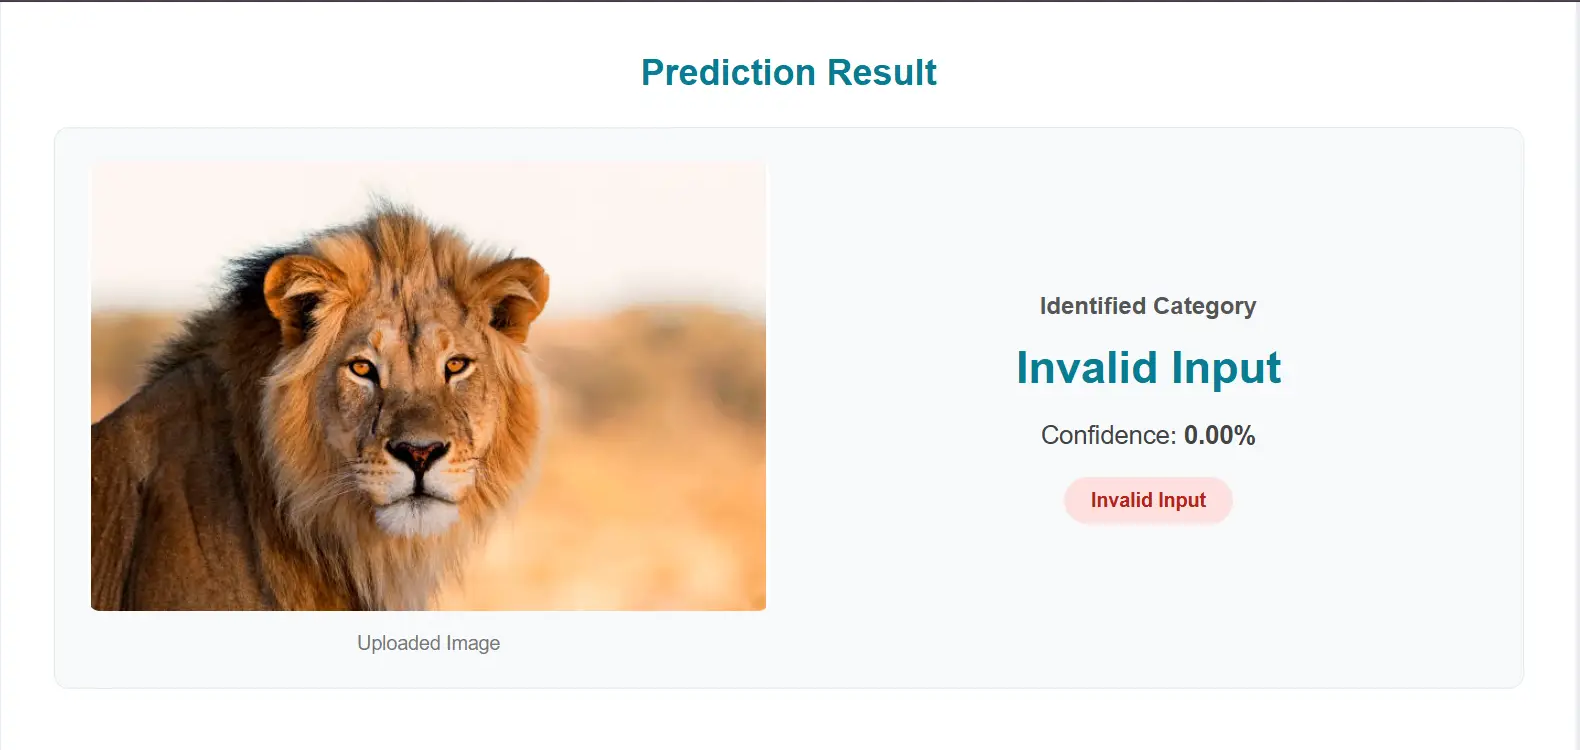 Prediction Result
Identified Category
Invalid Input
Confidence: 0.00%
Invalid Input
Uploaded Image